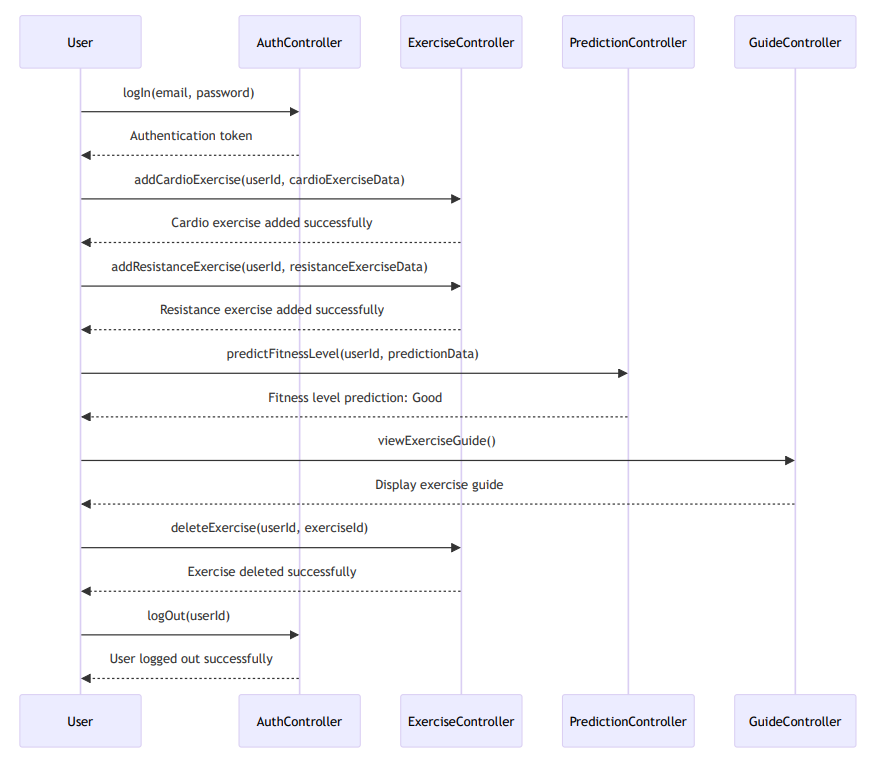 User
AuthController
ExerciseController
PredictionController
GuideController
logIn(email, password)
Authentication token
addCardioExercise(userId, cardioExerciseData)
Cardio exercise added successfully
addResistanceExercise(userId, resistanceExerciseData)
Resistance exercise added successfully
predictFitnessLevel(userId, predictionData)
Fitness level prediction: Good
viewExerciseGuide()
Display exercise guide
deleteExercise(userId, exerciseId)
Exercise deleted successfully
logOut(userId)
User logged out successfully
User
AuthController
ExerciseController
PredictionController
GuideController